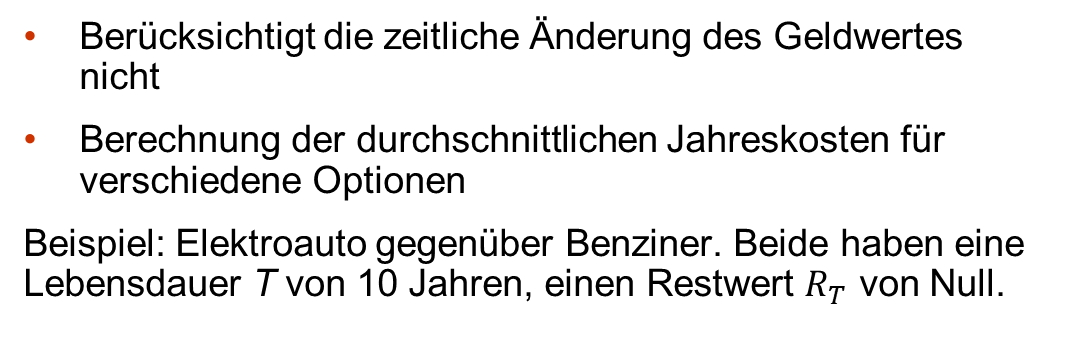 • Berücksichtigt die zeitliche Änderung des Geldwertes
nicht
• Berechnung der durchschnittlichen Jahreskosten für
verschiedene Optionen
Beispiel: Elektroauto gegenüber Benziner. Beide haben eine
Lebensdauer T von 10 Jahren, einen Restwert R_T von Null.